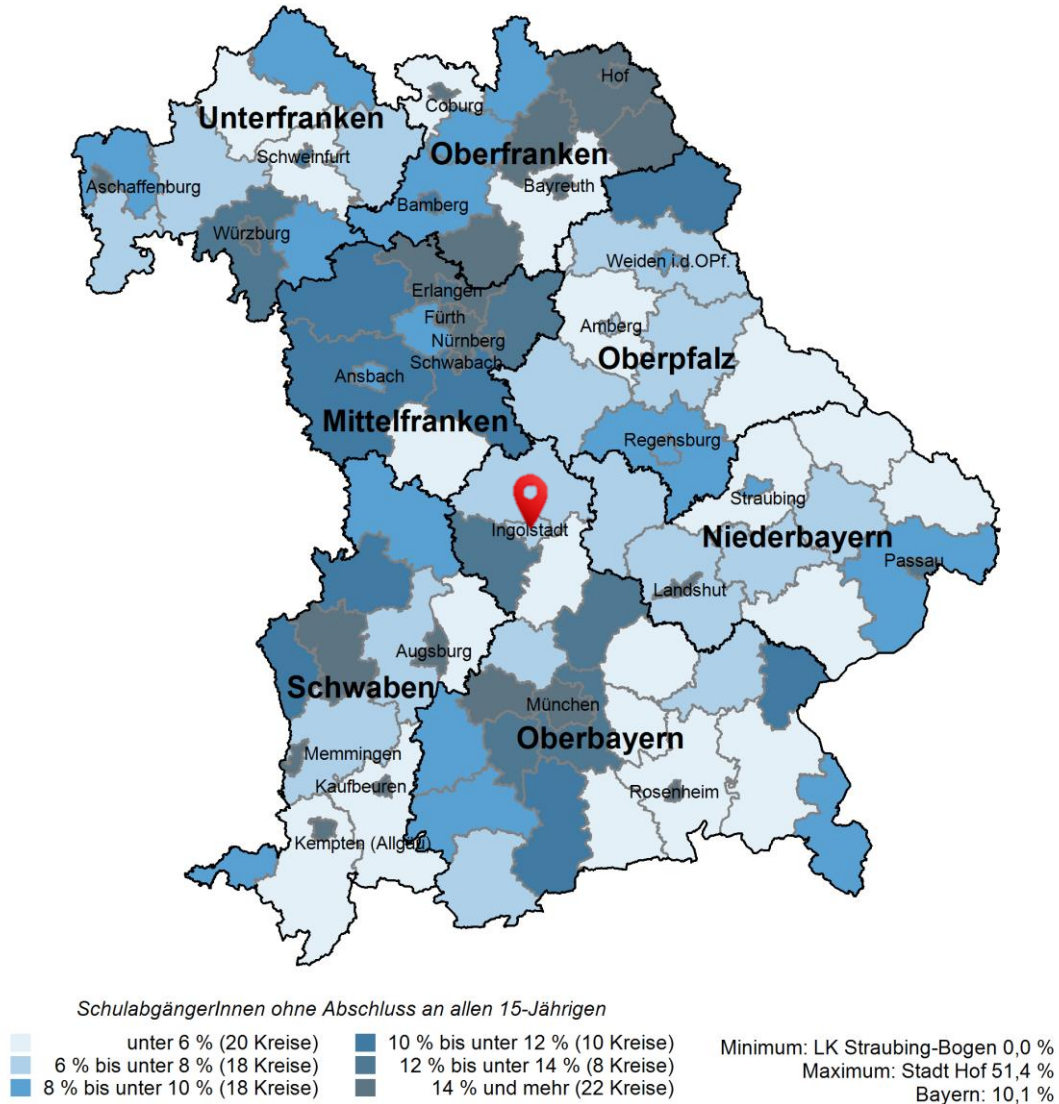 Hof
Coburg
Unterfranken
Oberfranken
Schweinfurt
Aschaffenburg
Bayreuth
Bamberg
Würzburg
Weiden i.d.OPf.
Erlangen
Fürth
Amberg
Nürnberg
Oberpfalz
Schwabach
Ansbach
Mittelfranken
Regensburg
Straubing
Ingolstadt
Niederbayern
Passau
Landshut
Augsburg
Schwaben
München
Oberbayern
Memmingen
Kaufbeuren
Rosenheim
Kempten (Allgäu)
SchulabgängerInnen ohne Abschluss an allen 15-Jährigen
unter 6 % (20 Kreise)
6 % bis unter 8 % (18 Kreise)
8 % bis unter 10 % (18 Kreise)
10 % bis unter 12 % (10 Kreise)
12 % bis unter 14 % (8 Kreise)
14 % und mehr (22 Kreise)
Minimum: LK Straubing-Bogen 0,0 %
Maximum: Stadt Hof 51,4 %
Bayern: 10,1 %